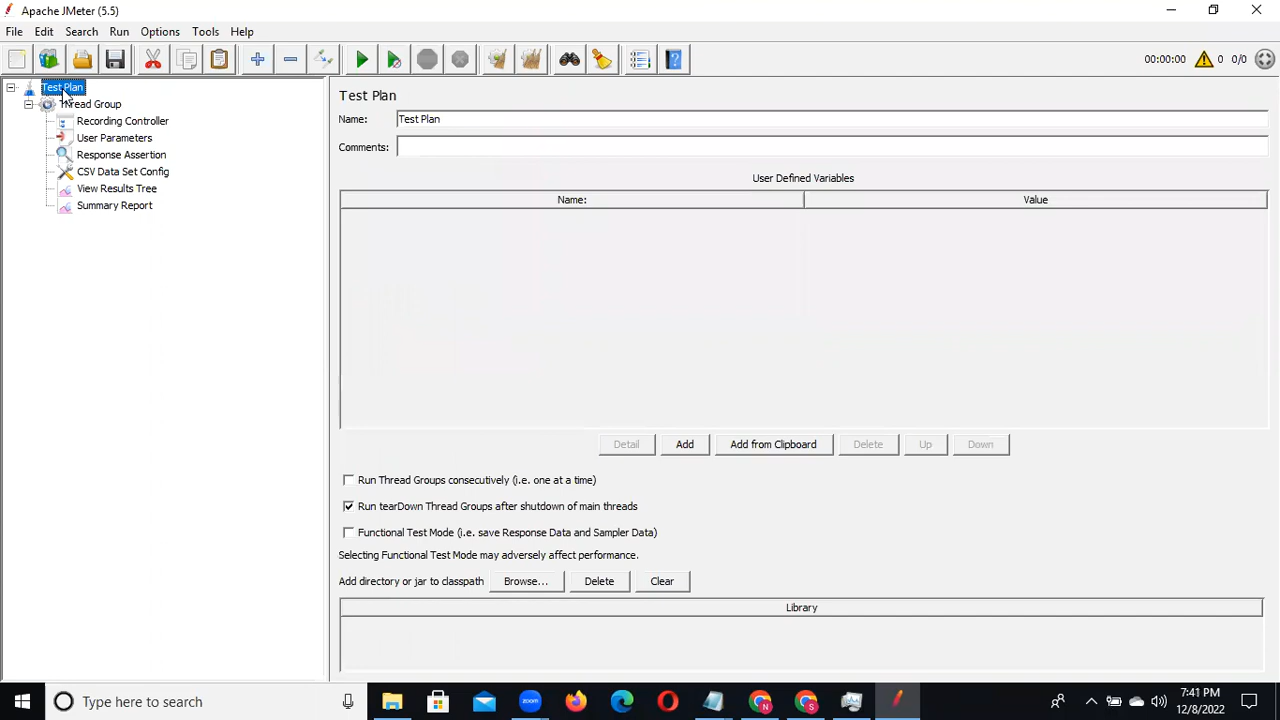 Apache JMeter (5.5)
File Edit Search Run Options Tools Help
00:00:00 0 0/0
Test Plan
Thread Group
Recording Controller
User Parameters
Response Assertion
CSV Data Set Config
View Results Tree
Summary Report
Test Plan
Name: Test Plan
Comments:
User Defined Variables
Name: Value
Detail Add Add from Clipboard Delete Up Down
Run Thread Groups consecutively (i.e. one at a time)
Run tearDown Thread Groups after shutdown of main threads
Functional Test Mode (i.e. save Response Data and Sampler Data)
Selecting Functional Test Mode may adversely affect performance.
Add directory or jar to classpath Browse... Delete Clear
Library
Type here to search
zoom
N
S
7:41 PM
12/8/2022